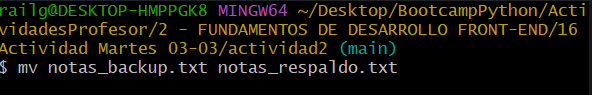 railg@DESKTOP-HMPPGK8 MINGW64 ~/Desktop/BootcampPython/Acti
vidadesProfesor/2 - FUNDAMENTOS DE DESARROLLO FRONT-END/16
Actividad Martes 03-03/actividad2 (main)
$ mv notas_backup.txt notas_respaldo.txt